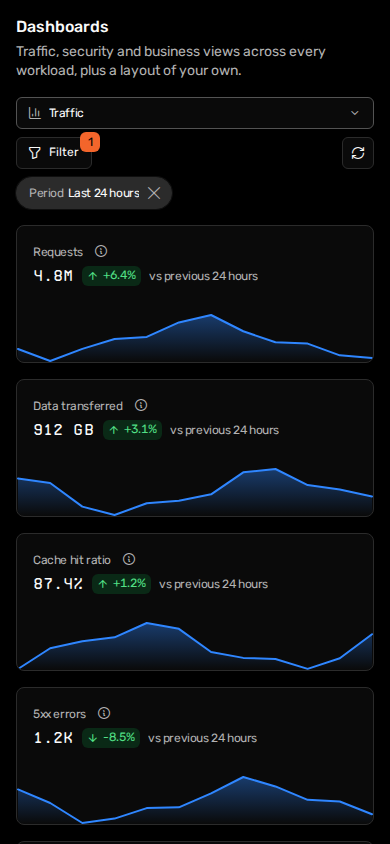 Dashboards
Traffic, security and business views across every
workload, plus a layout of your own.
Traffic
Filter
1
Period Last 24 hours
Requests
4.8M +6.4% vs previous 24 hours
Data transferred
912 GB +3.1% vs previous 24 hours
Cache hit ratio
87.4% +1.2% vs previous 24 hours
5xx errors
1.2K -8.5% vs previous 24 hours